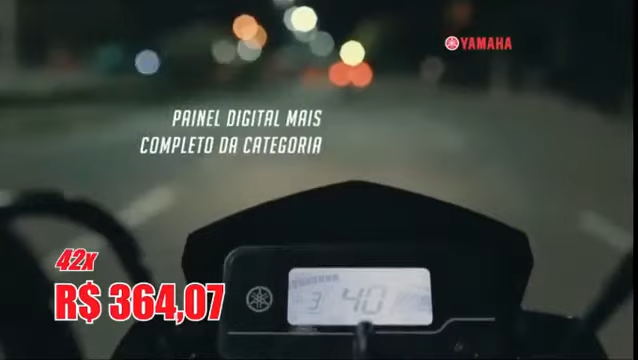 YAMAHA
PAINEL DIGITAL MAIS
COMPLETO DA CATEGORIA
42x
R$ 364,07
3 40